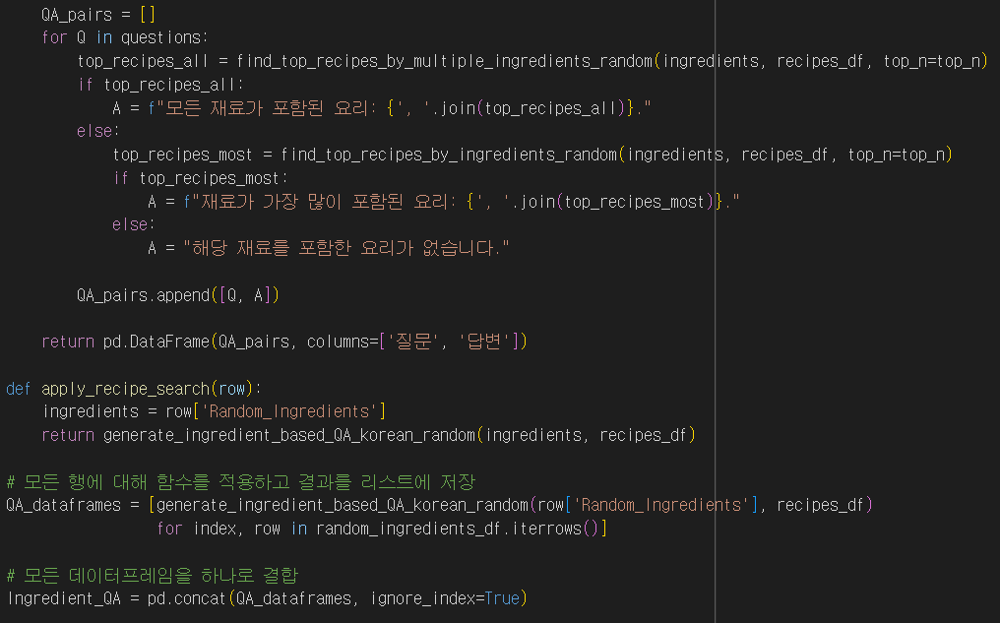 QA_pairs = []
for Q in questions:
top_recipes_all = find_top_recipes_by_multiple_ingredients_random(ingredients, recipes_df, top_n=top_n)
if top_recipes_all:
A = f"모든 재료가 포함된 요리: {', '.join(top_recipes_all)}."
else:
top_recipes_most = find_top_recipes_by_ingredients_random(ingredients, recipes_df, top_n=top_n)
if top_recipes_most:
A = f"재료가 가장 많이 포함된 요리: {', '.join(top_recipes_most)}."
else:
A = "해당 재료를 포함한 요리가 없습니다."
QA_pairs.append([Q, A])
return pd.DataFrame(QA_pairs, columns=['질문', '답변'])
def apply_recipe_search(row):
ingredients = row['Random_Ingredients']
return generate_ingredient_based_QA_korean_random(ingredients, recipes_df)
# 모든 행에 대해 함수를 적용하고 결과를 리스트에 저장
QA_dataframes = [generate_ingredient_based_QA_korean_random(row['Random_Ingredients'], recipes_df)
for index, row in random_ingredients_df.iterrows()]
# 모든 데이터프레임을 하나로 결합
Ingredient_QA = pd.concat(QA_dataframes, ignore_index=True)